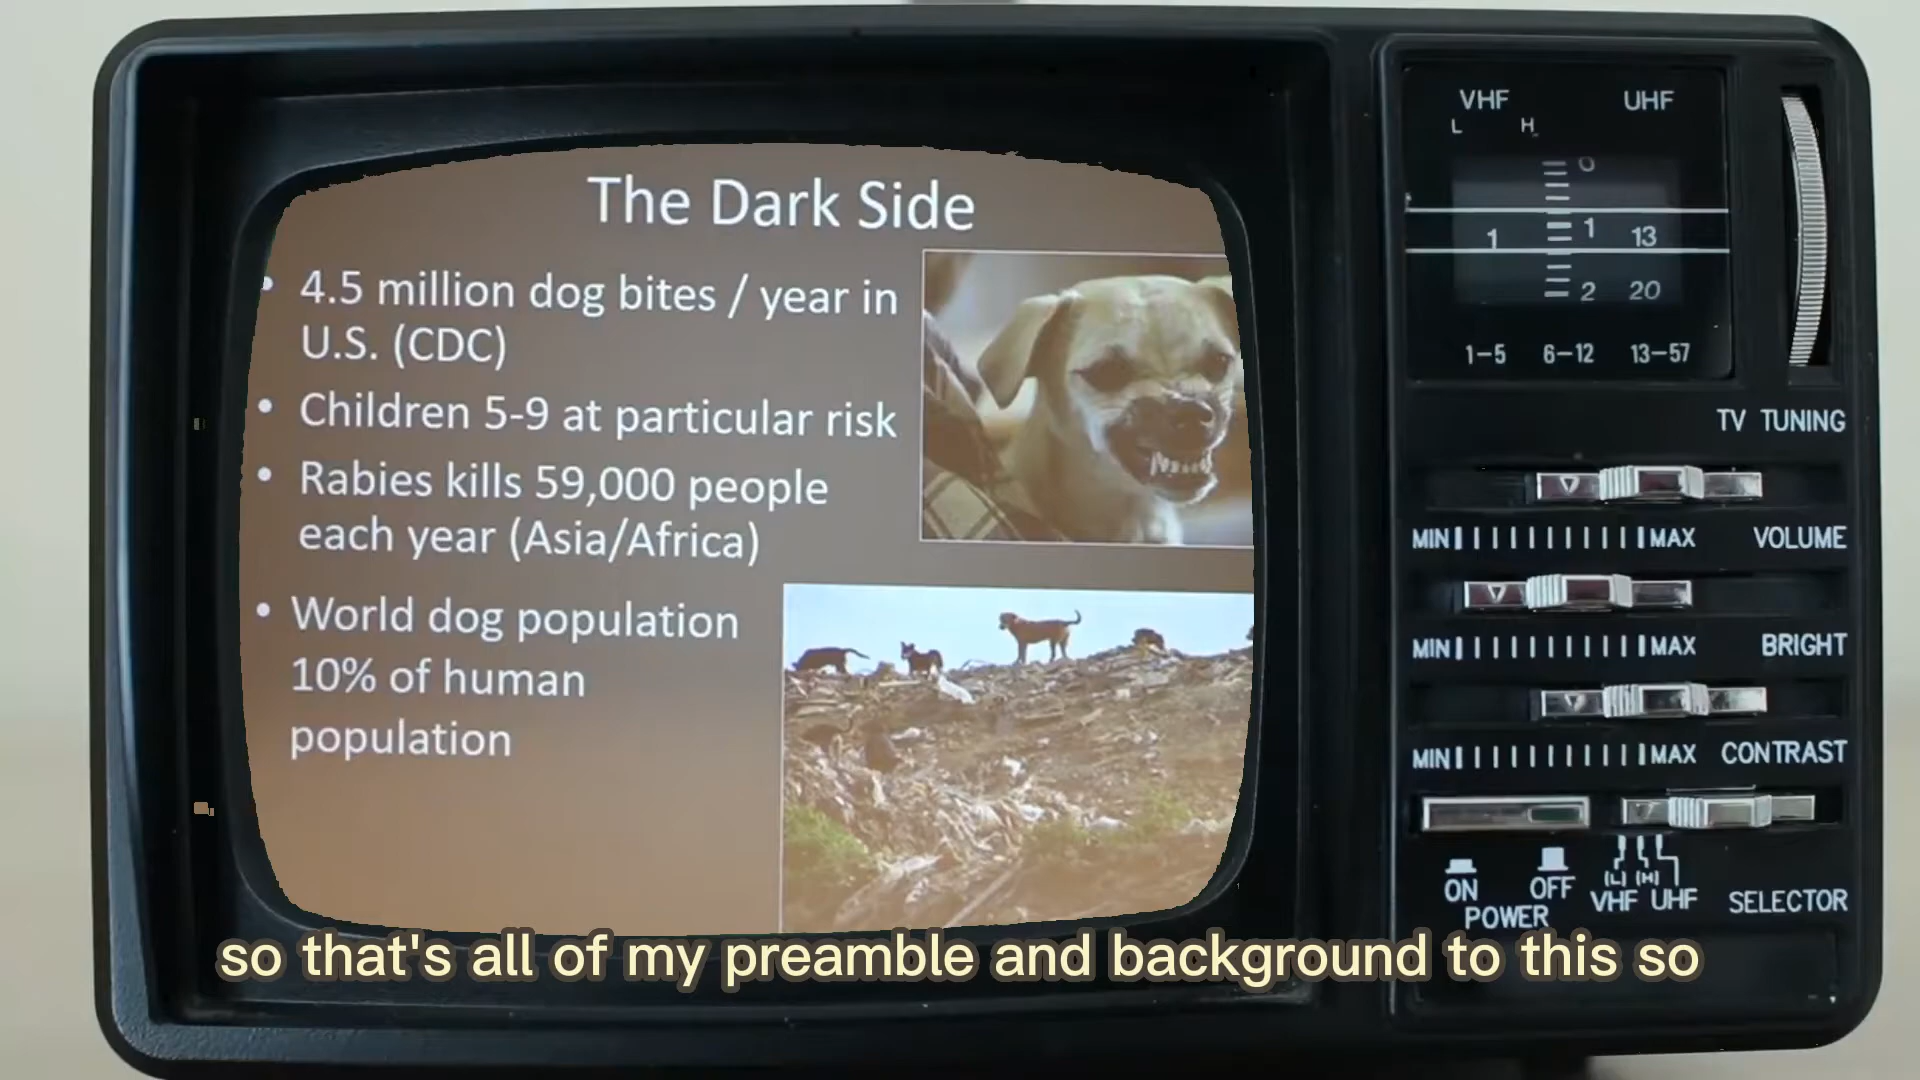 The Dark Side
• 4.5 million dog bites / year in
U.S. (CDC)
• Children 5-9 at particular risk
• Rabies kills 59,000 people
each year (Asia/Africa)
• World dog population
10% of human
population
VHF UHF
L H
0
1 1 13
2 20
1-5 6-12 13-57
TV TUNING
MIN MAX VOLUME
MIN MAX BRIGHT
MIN MAX CONTRAST
ON OFF
POWER
(L) (H)
VHF UHF
SELECTOR
so that's all of my preamble and background to this so